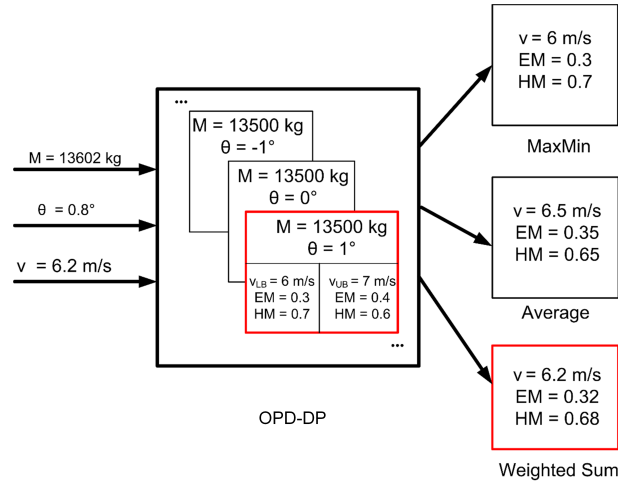 M = 13602 kg
θ = 0.8°
v = 6.2 m/s
...
M = 13500 kg
θ = -1°
M = 13500 kg
θ = 0°
M = 13500 kg
θ = 1°
vLB = 6 m/s
EM = 0.3
HM = 0.7
vUB = 7 m/s
EM = 0.4
HM = 0.6
...
OPD-DP
v = 6 m/s
EM = 0.3
HM = 0.7
MaxMin
v = 6.5 m/s
EM = 0.35
HM = 0.65
Average
v = 6.2 m/s
EM = 0.32
HM = 0.68
Weighted Sum